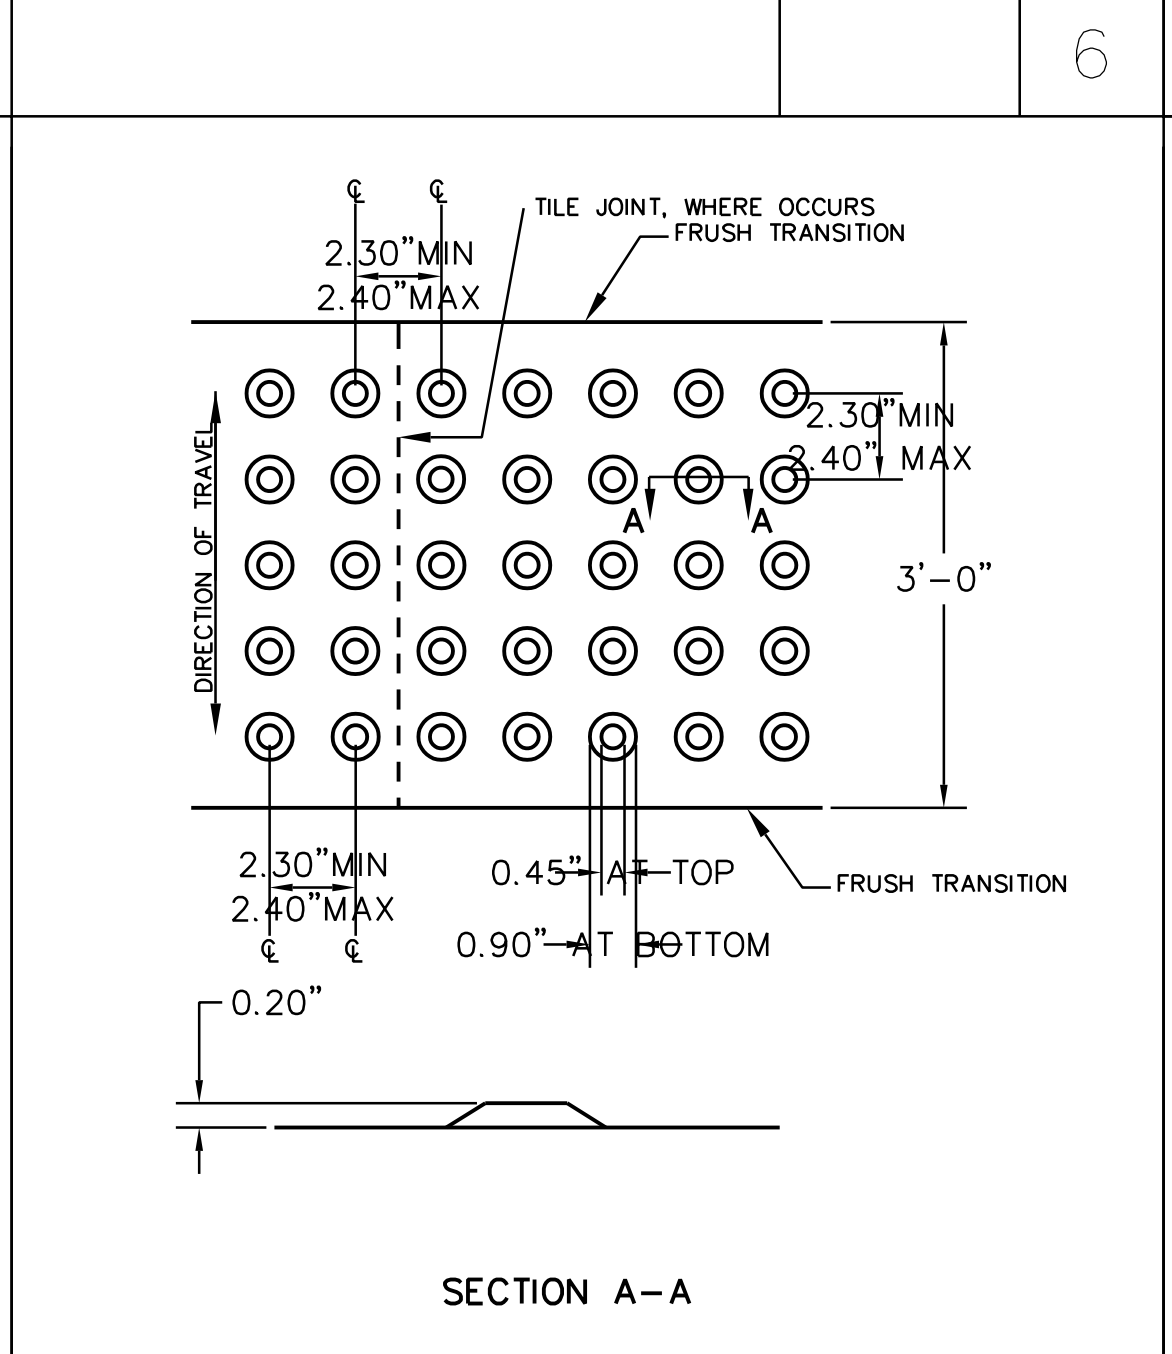 6
℄ ℄
TILE JOINT, WHERE OCCURS
FRUSH TRANSITION
2.30"MIN
2.40"MAX
2.30"MIN
2.40" MAX
DIRECTION OF TRAVEL
A A
3'-0"
2.30"MIN
2.40"MAX
℄ ℄
0.45" AT TOP
FRUSH TRANSITION
0.90" AT BOTTOM
0.20"
SECTION A-A